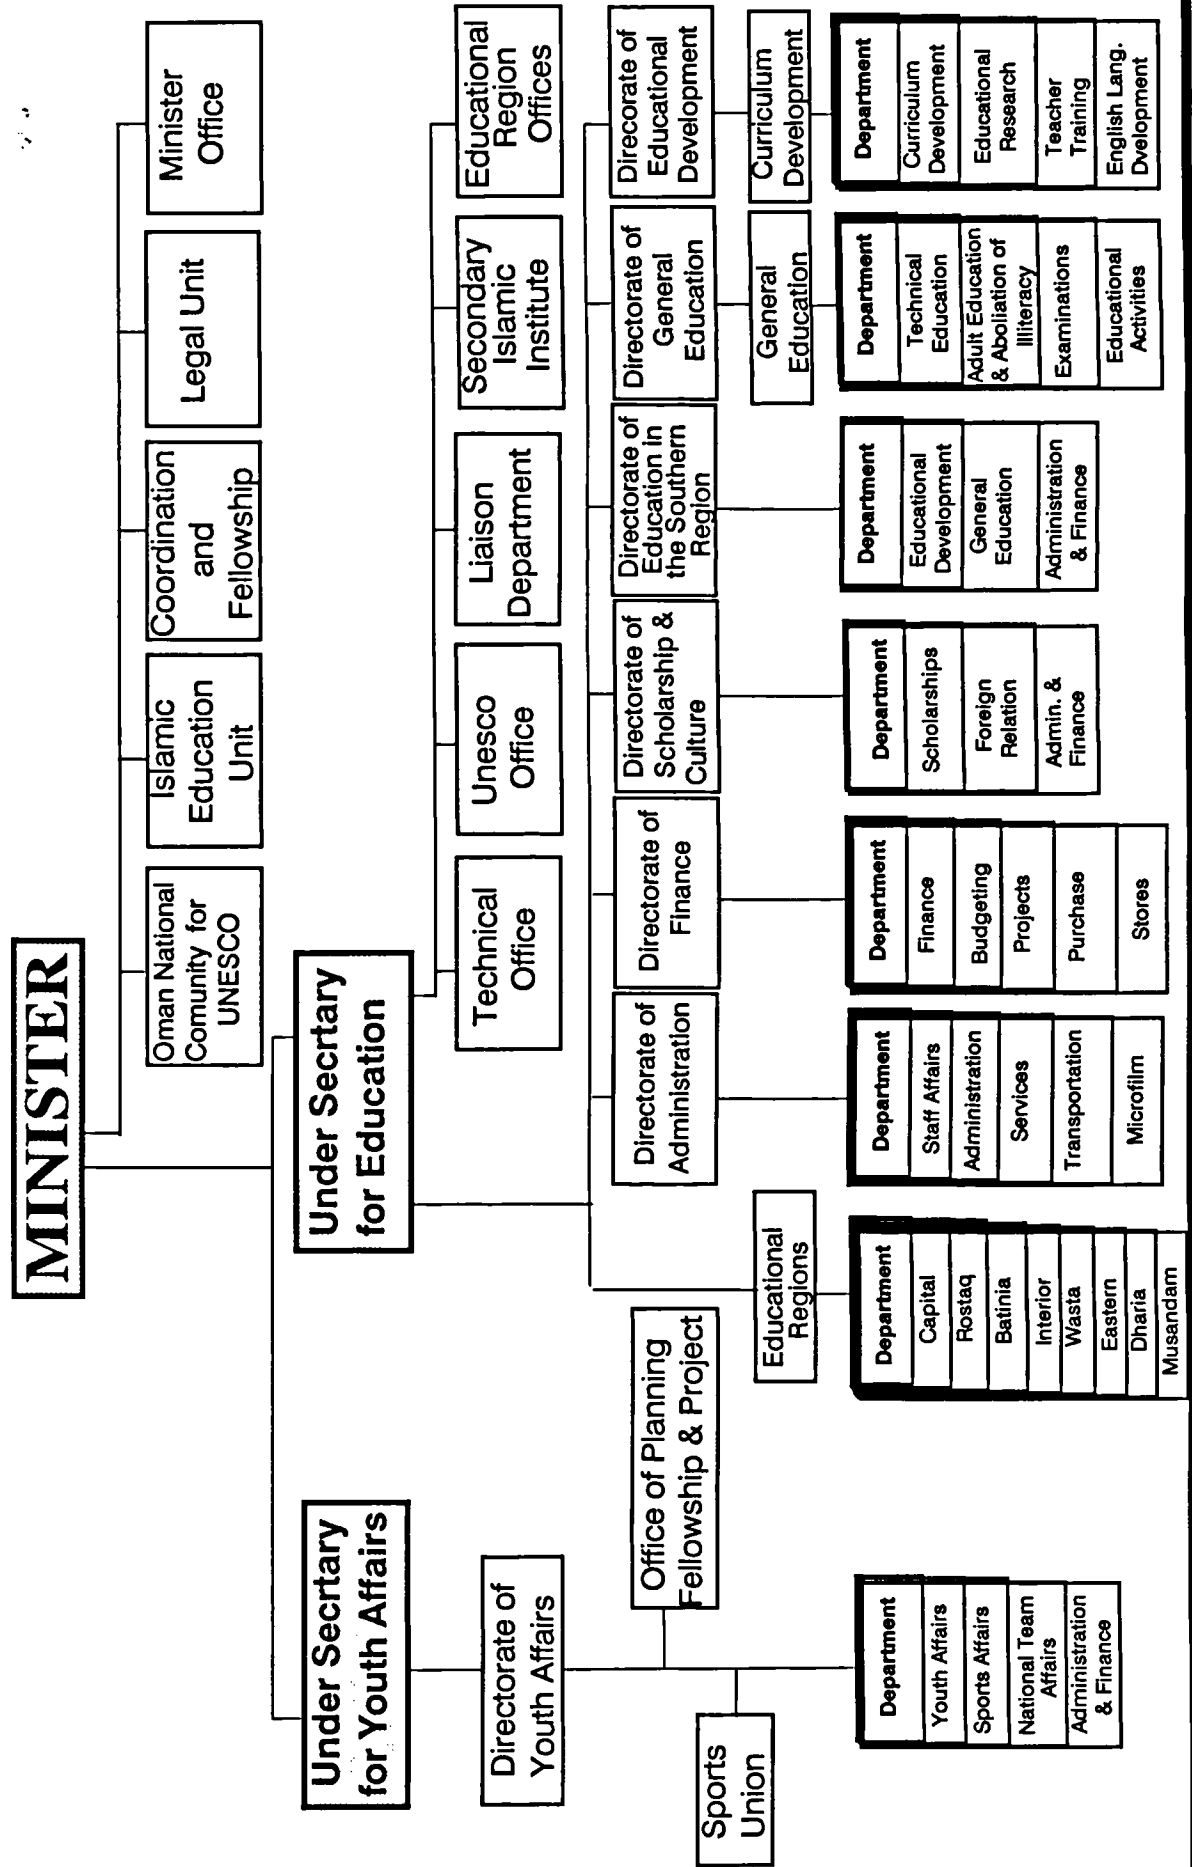 MINISTER
Oman National
Comunity for
UNESCO
Islamic
Education
Unit
Coordination
and
Fellowship
Legal Unit
Minister
Office
Under Secrtary
for Youth Affairs
Under Secrtary
for Education
Directorate of
Youth Affairs
Technical
Office
Unesco
Office
Liaison
Department
Secondary
Islamic
Institute
Educational
Region
Offices
Sports
Union
Office of Planning
Fellowship & Project
Educational
Regions
Directorate of
Administration
Directorate of
Finance
Directorate of
Scholarship &
Culture
Directorate of
Education in
the Southern
Region
Directorate of
General
Education
Direcorate of
Educational
Development
General
Education
Curriculum
Development
Department
Youth Affairs
Sports Affairs
National Team
Affairs
Administration
& Finance
Department
Capital
Rostaq
Batinia
Interior
Wasta
Eastern
Dharia
Musandam
Department
Staff Affairs
Administration
Services
Transportation
Microfilm
Department
Finance
Budgeting
Projects
Purchase
Stores
Department
Scholarships
Foreign
Relation
Admin. &
Finance
Department
Educational
Development
General
Education
Administration
& Finance
Department
Technical
Education
Adult Education
& Aboliation of
Illiteracy
Examinations
Educational
Activities
Department
Curriculum
Development
Educational
Research
Teacher
Training
English Lang.
Dvelopment